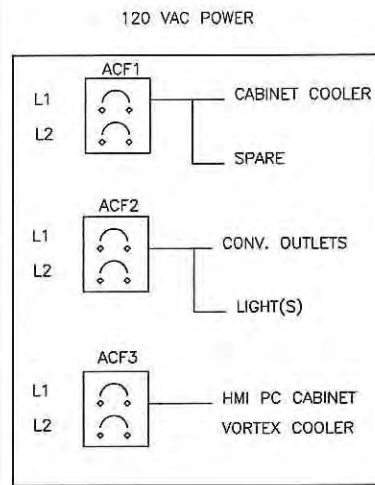 120 VAC POWER
ACF1
L1
CABINET COOLER
L2
SPARE
ACF2
L1
CONV. OUTLETS
L2
LIGHT(S)
ACF3
L1
HMI PC CABINET
L2
VORTEX COOLER